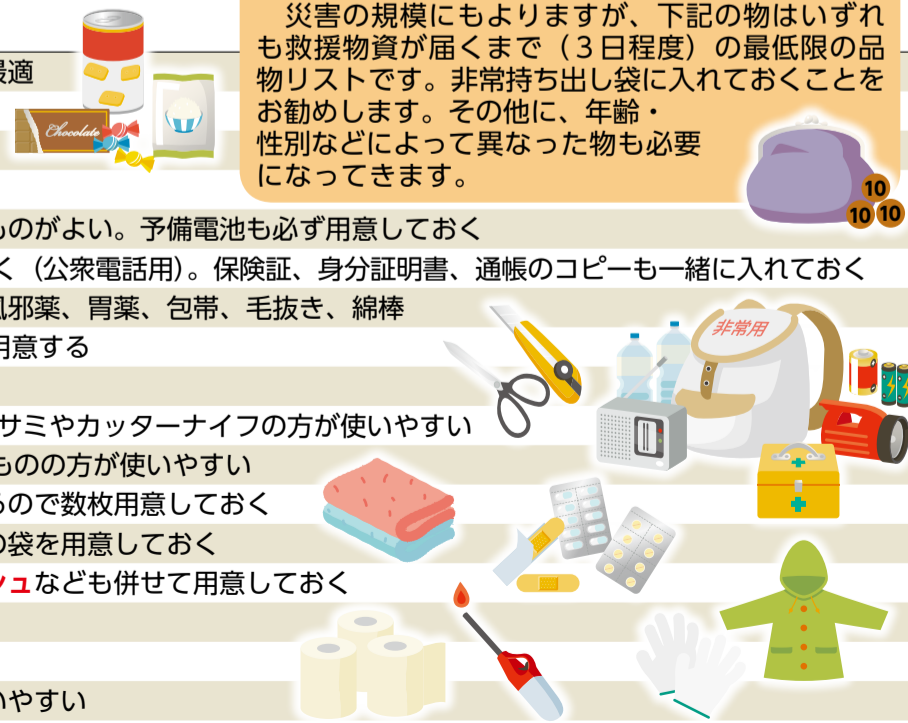 災害の規模にもよりますが、下記の物はいずれ
も救援物資が届くまで（３日程度）の最低限の品
物リストです。非常持ち出し袋に入れておくことを
お勧めします。その他に、年齢・
性別などによって異なった物も必要
になってきます。
最適
Chocolate
10
10 10
ものがよい。予備電池も必ず用意しておく
く（公衆電話用）。保険証、身分証明書、通帳のコピーも一緒に入れておく
風邪薬、胃薬、包帯、毛抜き、綿棒
非常用
用意する
サミやカッターナイフの方が使いやすい
ものの方が使いやすい
るので数枚用意しておく
の袋を用意しておく
シュなども併せて用意しておく
いやすい